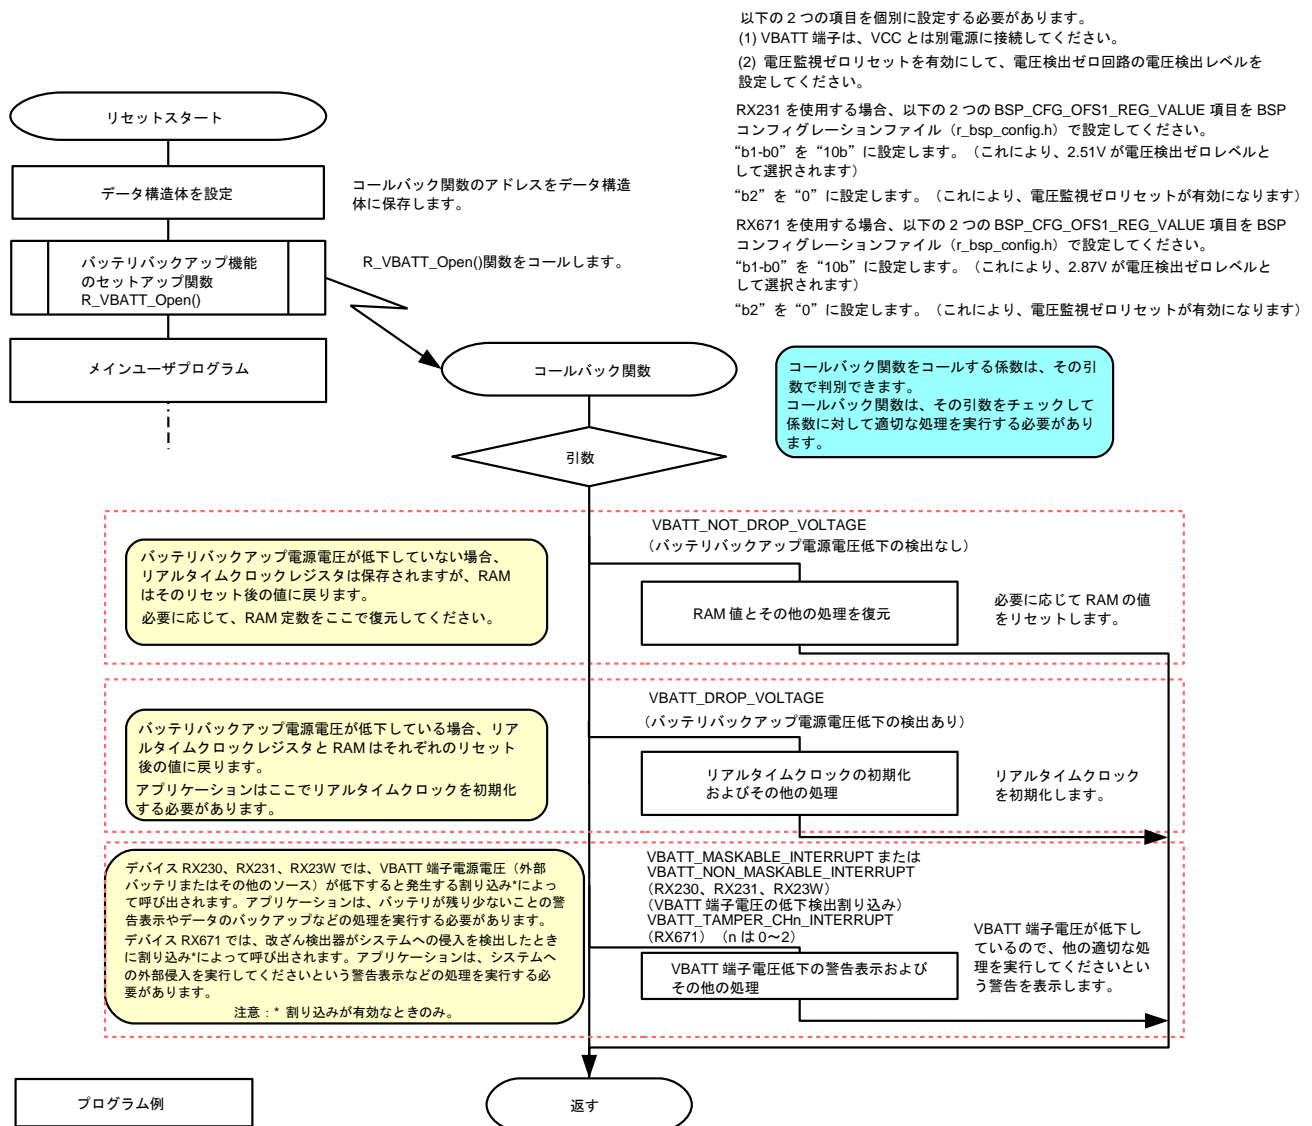 以下の 2 つの項目を個別に設定する必要があります。
(1) VBATT 端子は、VCC とは別電源に接続してください。
(2) 電圧監視ゼロリセットを有効にして、電圧検出ゼロ回路の電圧検出レベルを
設定してください。
RX231 を使用する場合、以下の 2 つの BSP_CFG_OFS1_REG_VALUE 項目を BSP
コンフィグレーションファイル（r_bsp_config.h）で設定してください。
“b1-b0” を “10b” に設定します。（これにより、2.51V が電圧検出ゼロレベルと
して選択されます）
“b2” を “0” に設定します。（これにより、電圧監視ゼロリセットが有効になります）
RX671 を使用する場合、以下の 2 つの BSP_CFG_OFS1_REG_VALUE 項目を BSP
コンフィグレーションファイル（r_bsp_config.h）で設定してください。
“b1-b0” を “10b” に設定します。（これにより、2.87V が電圧検出ゼロレベルと
して選択されます）
“b2” を “0” に設定します。（これにより、電圧監視ゼロリセットが有効になります）
リセットスタート
データ構造体を設定
コールバック関数のアドレスをデータ構造
体に保存します。
バッテリバックアップ機能
のセットアップ関数
R_VBATT_Open()
R_VBATT_Open()関数をコールします。
メインユーザプログラム
コールバック関数
コールバック関数をコールする係数は、その引
数で判別できます。
コールバック関数は、その引数をチェックして
係数に対して適切な処理を実行する必要があり
ます。
引数
VBATT_NOT_DROP_VOLTAGE
（バッテリバックアップ電源電圧低下の検出なし）
バッテリバックアップ電源電圧が低下していない場合、
リアルタイムクロックレジスタは保存されますが、RAM
はそのリセット後の値に戻ります。
必要に応じて、RAM 定数をここで復元してください。
RAM 値とその他の処理を復元
必要に応じて RAM の値
をリセットします。
VBATT_DROP_VOLTAGE
（バッテリバックアップ電源電圧低下の検出あり）
バッテリバックアップ電源電圧が低下している場合、リア
ルタイムクロックレジスタと RAM はそれぞれのリセット
後の値に戻ります。
アプリケーションはここでリアルタイムクロックを初期化
する必要があります。
リアルタイムクロックの初期化
およびその他の処理
リアルタイムクロック
を初期化します。
デバイス RX230、RX231、RX23W では、VBATT 端子電源電圧（外部
バッテリまたはその他のソース）が低下すると発生する割り込み*によっ
て呼び出されます。アプリケーションは、バッテリが残り少ないことの警
告表示やデータのバックアップなどの処理を実行する必要があります。
デバイス RX671 では、改ざん検出器がシステムへの侵入を検出したとき
に割り込み*によって呼び出されます。アプリケーションは、システムへ
の外部侵入を実行してくださいという警告表示などの処理を実行する必
要があります。
注意：* 割り込みが有効なときのみ。
VBATT_MASKABLE_INTERRUPT または
VBATT_NON_MASKABLE_INTERRUPT
（RX230、RX231、RX23W）
（VBATT 端子電圧の低下検出割り込み）
VBATT_TAMPER_CHn_INTERRUPT
（RX671）（n は 0～2）
VBATT 端子電圧低下の警告表示および
その他の処理
VBATT 端子電圧が低下し
ているので、他の適切な処
理を実行してくださいとい
う警告を表示します。
プログラム例
返す